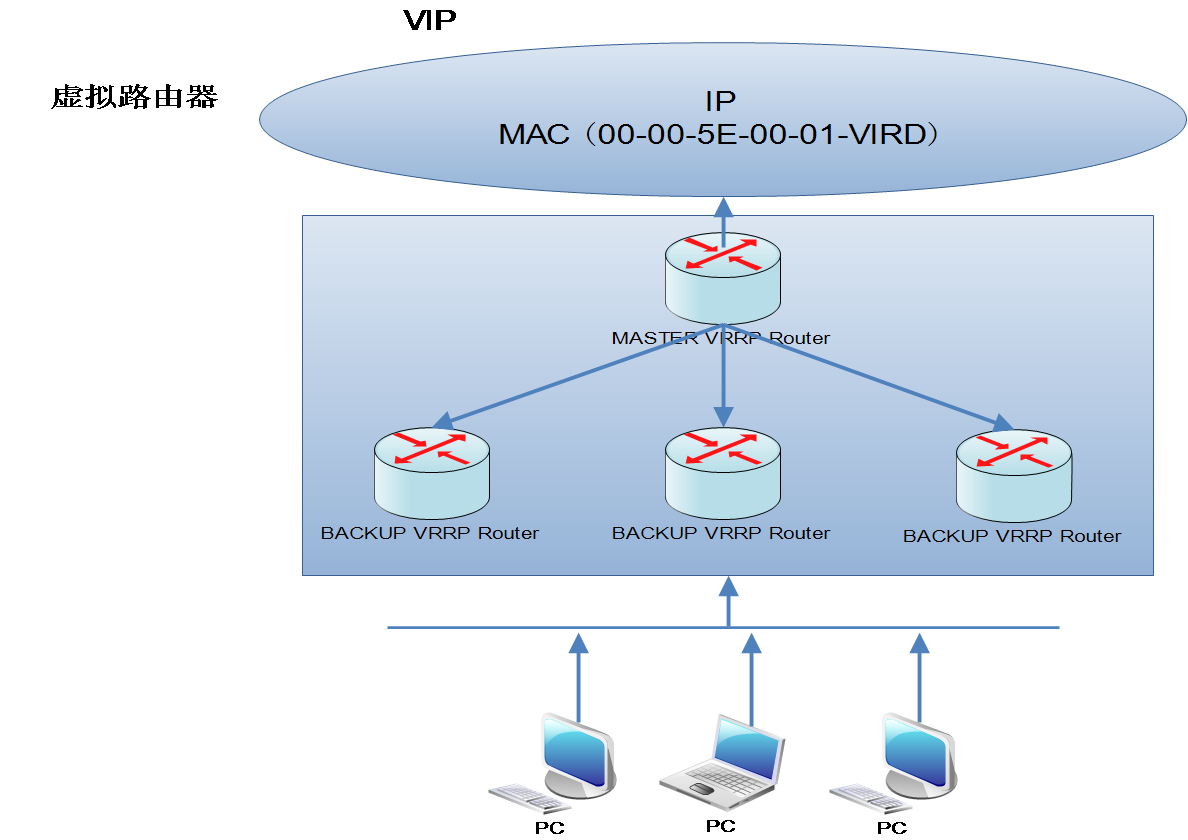 VIP
虚拟路由器
IP
MAC（00-00-5E-00-01-VIRD）
MASTER VRRP Router
BACKUP VRRP Router
BACKUP VRRP Router
BACKUP VRRP Router
PC
PC
PC